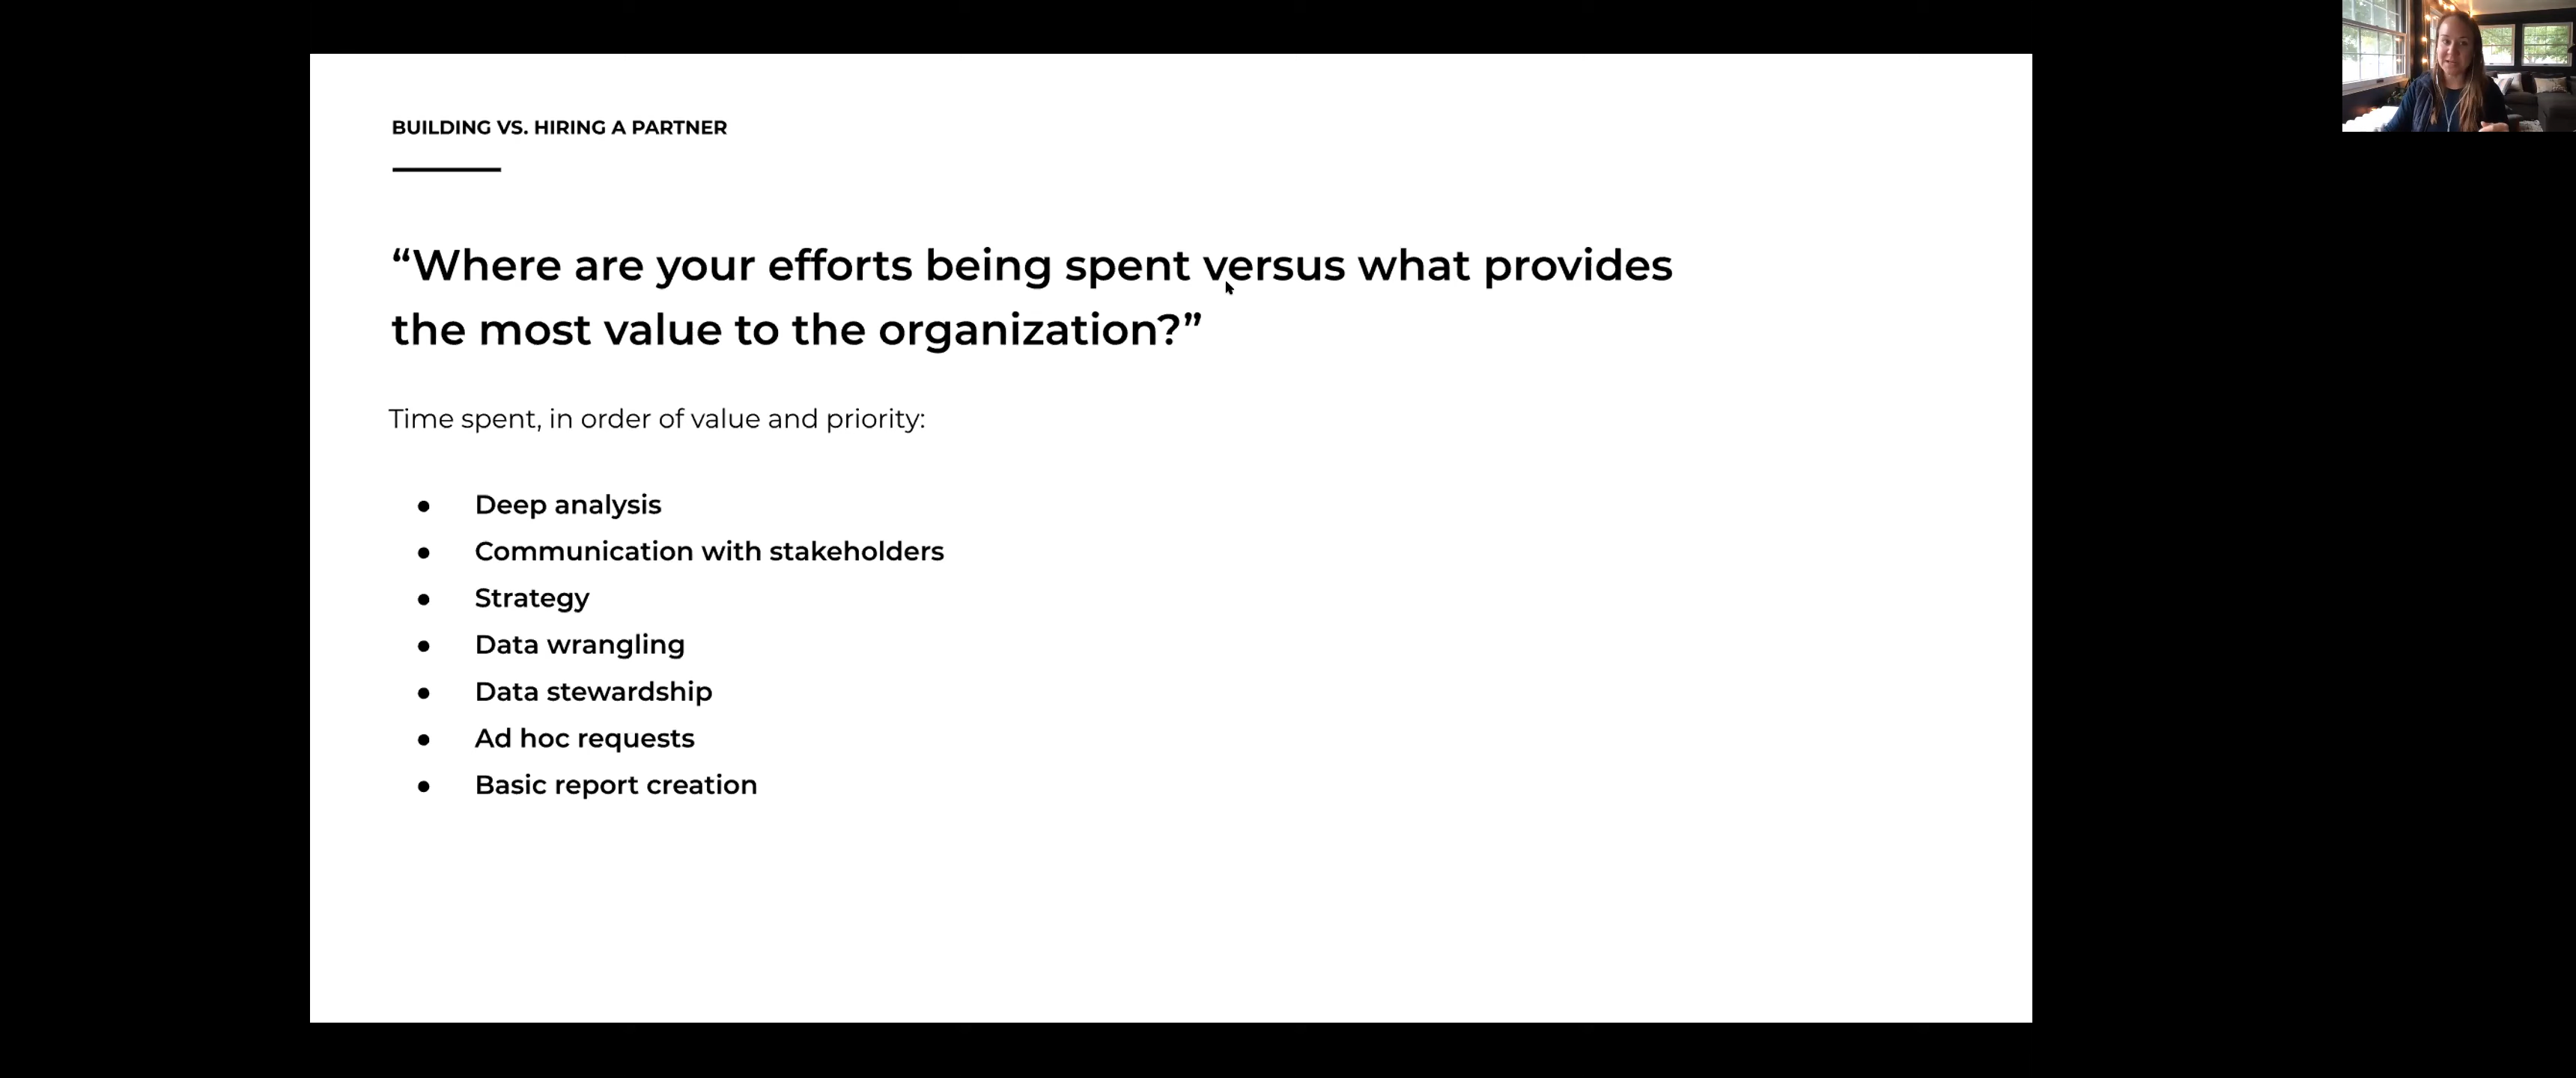 BUILDING VS. HIRING A PARTNER
“Where are your efforts being spent versus what provides
the most value to the organization?”
Time spent, in order of value and priority:
● Deep analysis
● Communication with stakeholders
● Strategy
● Data wrangling
● Data stewardship
● Ad hoc requests
● Basic report creation